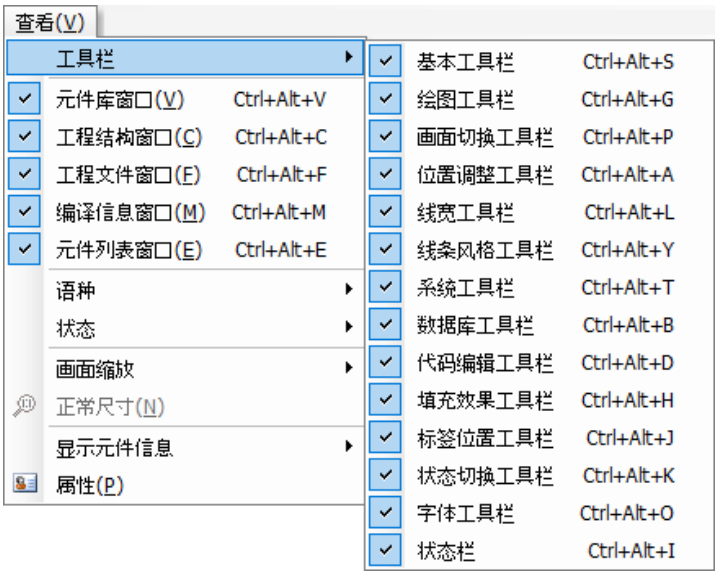 查看(V)
工具栏
元件库窗口(V) Ctrl+Alt+V
工程结构窗口(C) Ctrl+Alt+C
工程文件窗口(F) Ctrl+Alt+F
编译信息窗口(M) Ctrl+Alt+M
元件列表窗口(E) Ctrl+Alt+E
语种
状态
画面缩放
正常尺寸(N)
显示元件信息
属性(P)
基本工具栏 Ctrl+Alt+S
绘图工具栏 Ctrl+Alt+G
画面切换工具栏 Ctrl+Alt+P
位置调整工具栏 Ctrl+Alt+A
线宽工具栏 Ctrl+Alt+L
线条风格工具栏 Ctrl+Alt+Y
系统工具栏 Ctrl+Alt+T
数据库工具栏 Ctrl+Alt+B
代码编辑工具栏 Ctrl+Alt+D
填充效果工具栏 Ctrl+Alt+H
标签位置工具栏 Ctrl+Alt+J
状态切换工具栏 Ctrl+Alt+K
字体工具栏 Ctrl+Alt+O
状态栏 Ctrl+Alt+I